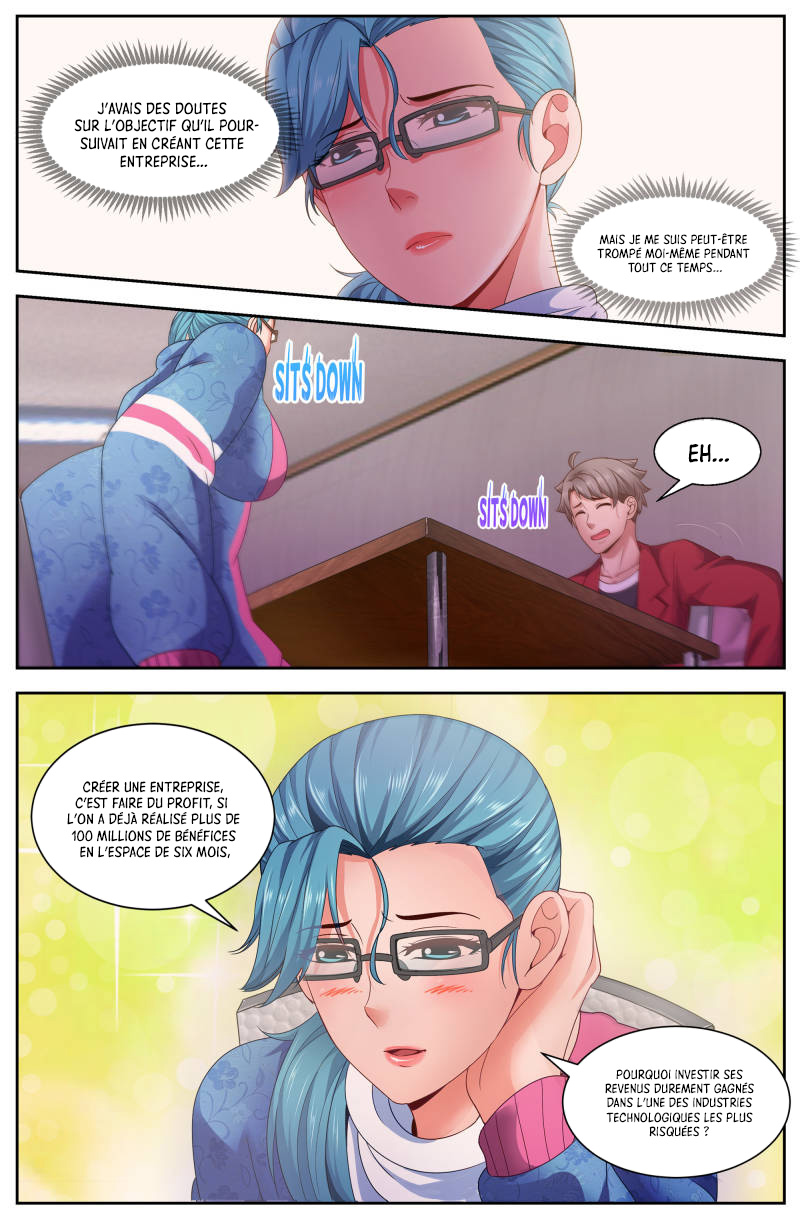 J'AVAIS DES DOUTES
SUR L'OBJECTIF QU'IL POUR-
SUIVAIT EN CRÉANT CETTE
ENTREPRISE...
MAIS JE ME SUIS PEUT-ÊTRE
TROMPÉ MOI-MÊME PENDANT
TOUT CE TEMPS...
SITS DOWN
EH...
SITS DOWN
CRÉER UNE ENTREPRISE,
C'EST FAIRE DU PROFIT, SI
L'ON A DÉJÀ RÉALISÉ PLUS DE
100 MILLIONS DE BÉNÉFICES
EN L'ESPACE DE SIX MOIS,
POURQUOI INVESTIR SES
REVENUS DUREMENT GAGNÉS
DANS L'UNE DES INDUSTRIES
TECHNOLOGIQUES LES PLUS
RISQUÉES ?